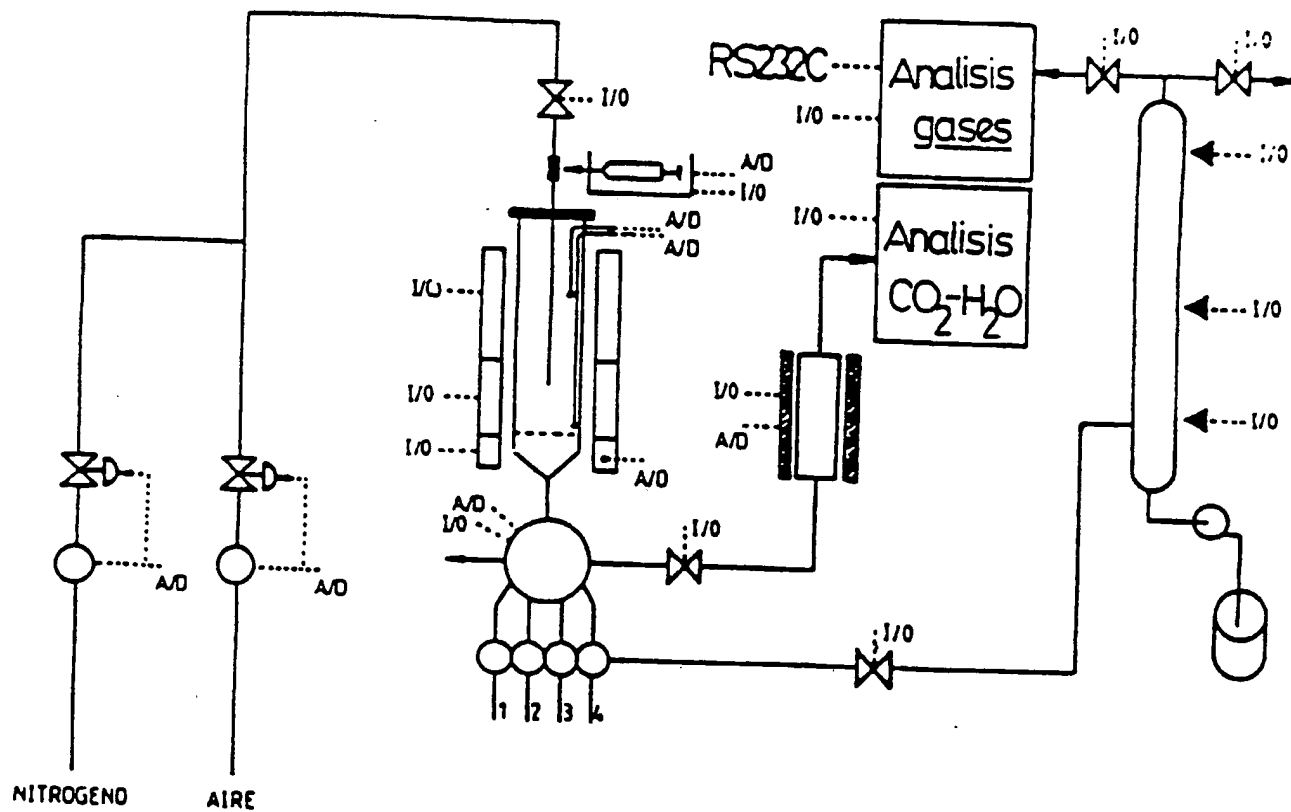 I/O
I/O
RS232C
Analisis
gases
I/O
I/O
I/O
A/D
I/O
A/D
A/D
I/O
Analisis
CO2-H2O
I/O
I/O
I/O
I/O
I/O
A/D
I/O
I/O
A/D
A/D
I/O
I/O
A/D
A/D
I/O
1 2 3 4
NITROGENO
AIRE